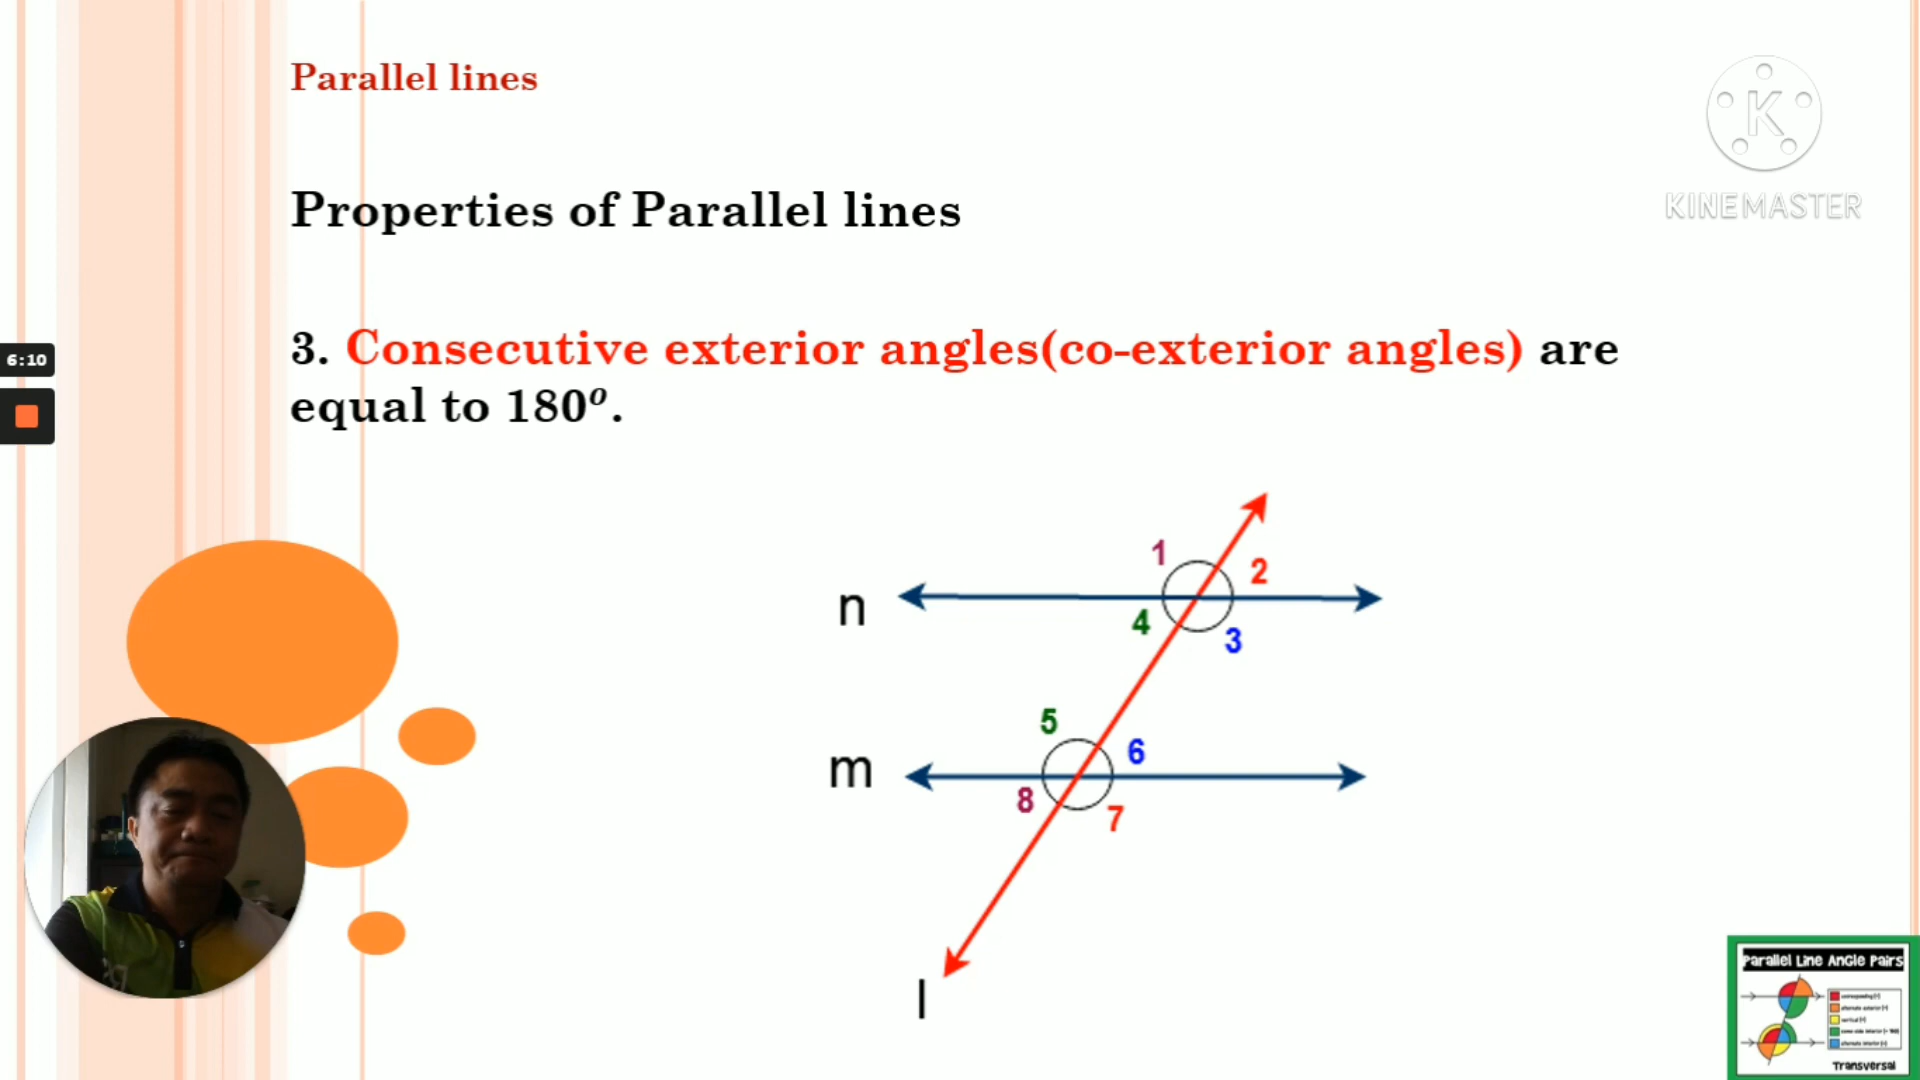 Parallel lines
KINEMASTER
Properties of Parallel lines
3. Consecutive exterior angles(co-exterior angles) are
equal to 180º.
6:10
1
2
n
4
3
5
6
m
8
7
l
Parallel Line Angle Pairs
Transversal